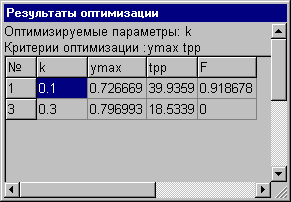 Результаты оптимизации
Оптимизируемые параметры: k
Критерии оптимизации :ymax tpp
№ k ymax tpp F
1 0.1 0.726669 39.9359 0.918678
3 0.3 0.796993 18.5339 0